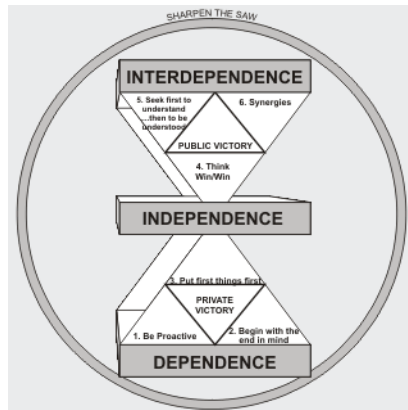 SHARPEN THE SAW
INTERDEPENDENCE
5. Seek first to
understand
...then to be
understood
6. Synergies
PUBLIC VICTORY
4. Think
Win/Win
INDEPENDENCE
3. Put first things first
PRIVATE
VICTORY
1. Be Proactive
2. Begin with the
end in mind
DEPENDENCE